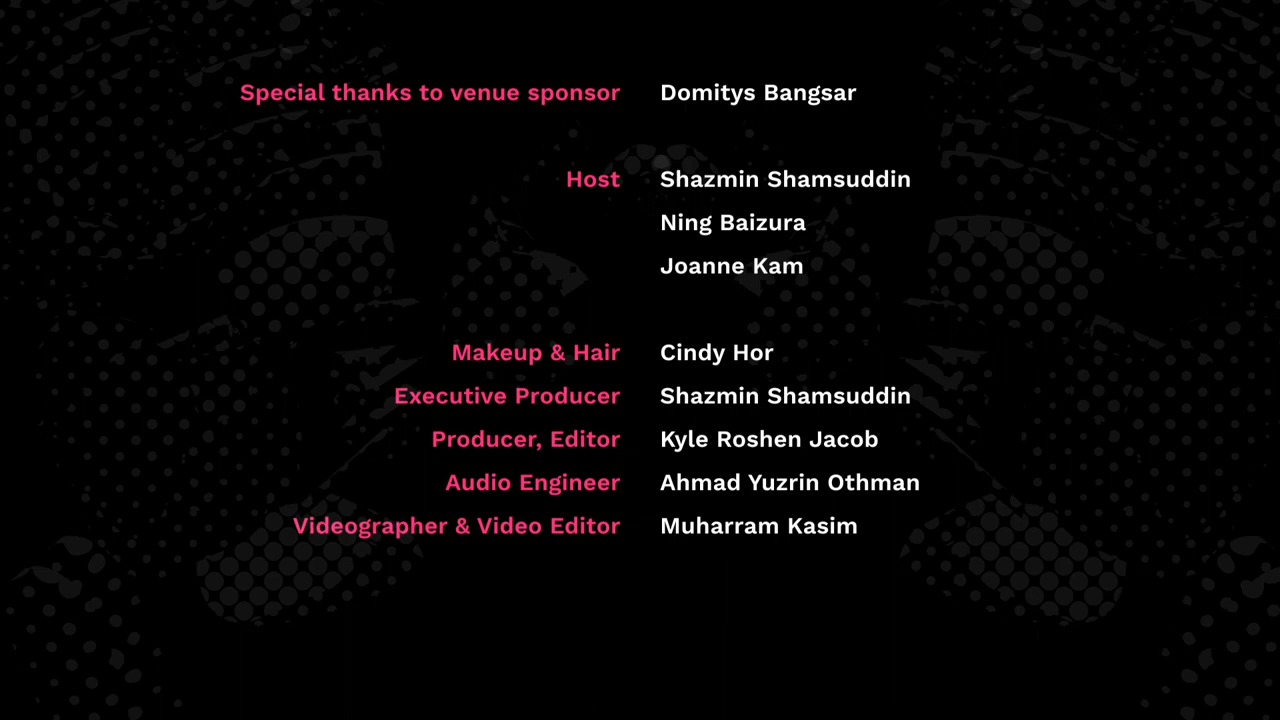 Special thanks to venue sponsor Domitys Bangsar
Host Shazmin Shamsuddin
Ning Baizura
Joanne Kam
Makeup & Hair Cindy Hor
Executive Producer Shazmin Shamsuddin
Producer, Editor Kyle Roshen Jacob
Audio Engineer Ahmad Yuzrin Othman
Videographer & Video Editor Muharram Kasim